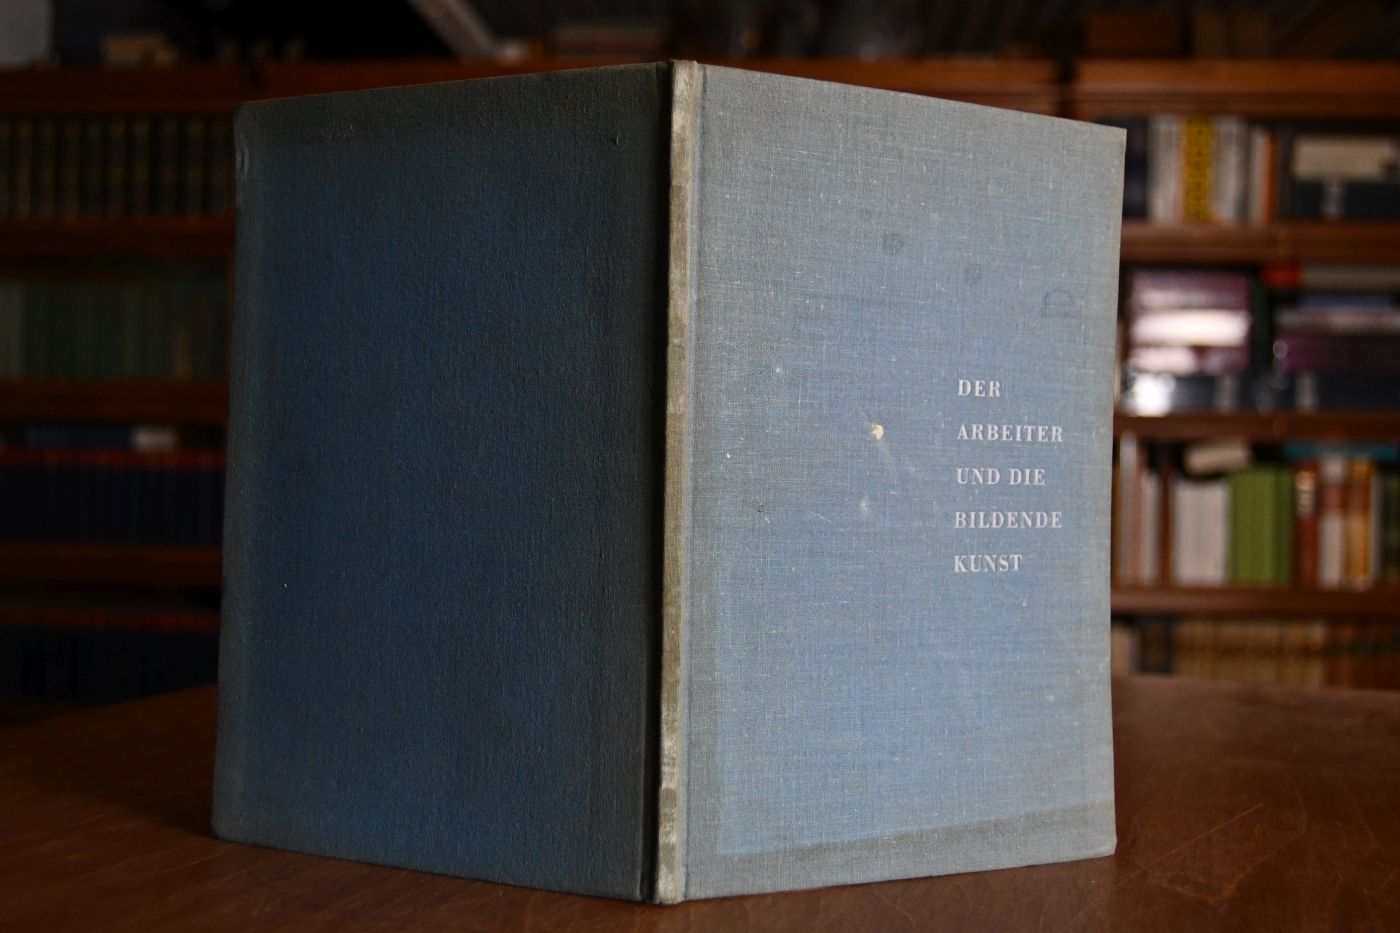 DER
ARBEITER
UND DIE
BILDENDE
KUNST